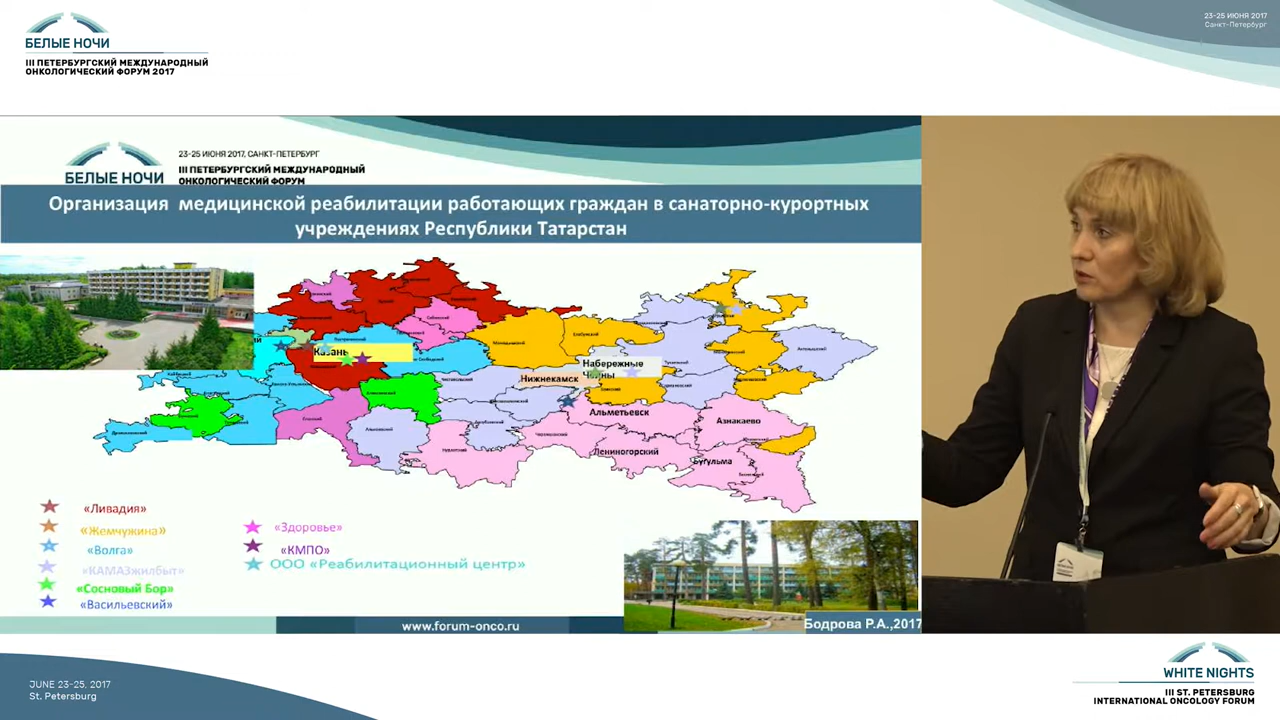 БЕЛЫЕ НОЧИ
III ПЕТЕРБУРГСКИЙ МЕЖДУНАРОДНЫЙ
ОНКОЛОГИЧЕСКИЙ ФОРУМ 2017
23-25 ИЮНЯ 2017
Санкт-Петербург
БЕЛЫЕ НОЧИ
23-25 ИЮНЯ 2017, САНКТ-ПЕТЕРБУРГ
III ПЕТЕРБУРГСКИЙ МЕЖДУНАРОДНЫЙ
ОНКОЛОГИЧЕСКИЙ ФОРУМ
Организация медицинской реабилитации работающих граждан в санаторно-курортных
учреждениях Республики Татарстан
Казань
Набережные
Челны
Нижнекамск
Альметьевск
Азнакаево
Лениногорский
Бугульма
«Ливадия»
«Жемчужина»
«Волга»
«КАМАЗжилбыт»
«Сосновый Бор»
«Васильевский»
«Здоровье»
«КМПО»
ООО «Реабилитационный центр»
www.forum-onco.ru
Бодрова Р.А.,2017
JUNE 23-25, 2017
St. Petersburg
WHITE NIGHTS
III ST. PETERSBURG
INTERNATIONAL ONCOLOGY FORUM